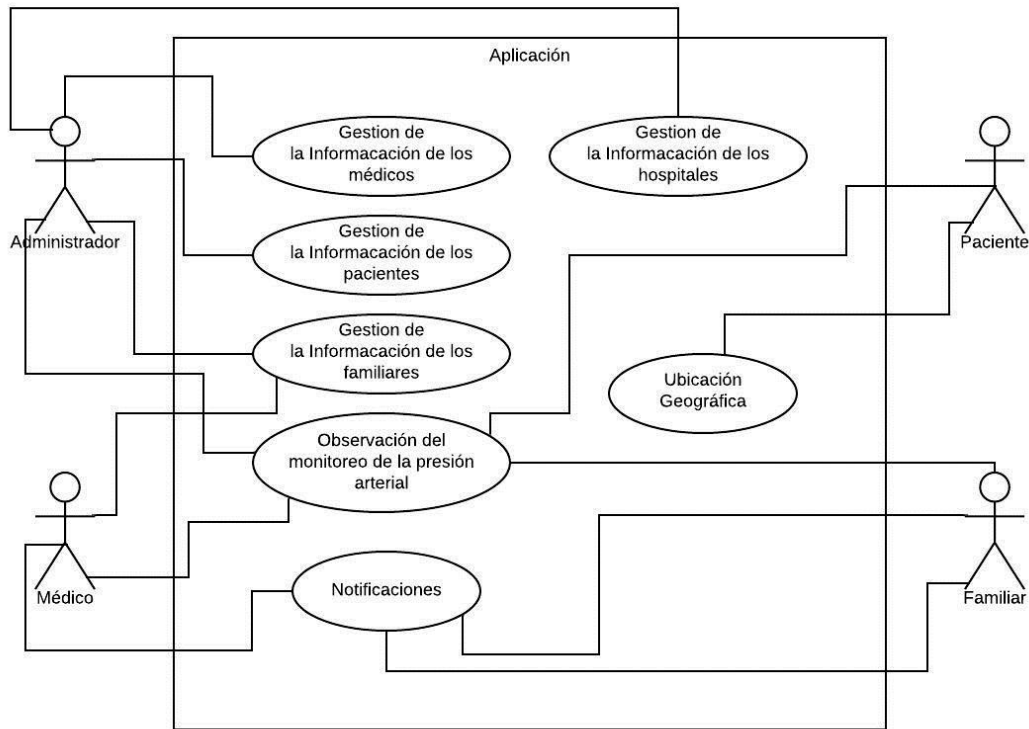 Aplicación
Gestion de
la Informacación de los
médicos
Gestion de
la Informacación de los
hospitales
Administrador
Paciente
Gestion de
la Informacación de los
pacientes
Gestion de
la Informacación de los
familiares
Ubicación
Geográfica
Observación del
monitoreo de la presión
arterial
Médico
Notificaciones
Familiar